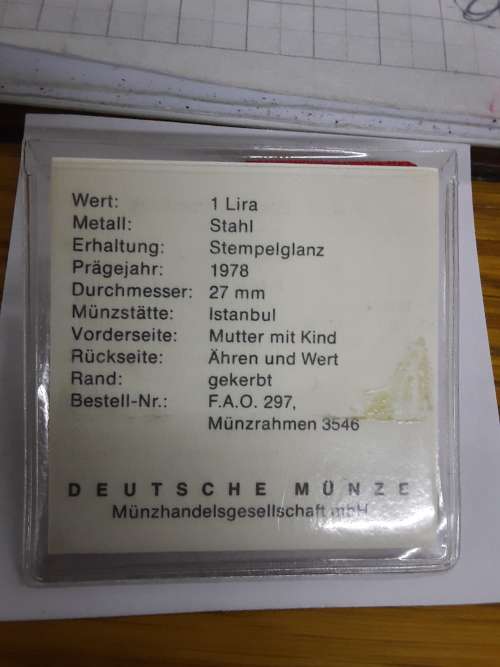 Wert: 1 Lira
Metall: Stahl
Erhaltung: Stempelglanz
Prägejahr: 1978
Durchmesser: 27 mm
Münzstätte: Istanbul
Vorderseite: Mutter mit Kind
Rückseite: Ähren und Wert
Rand: gekerbt
Bestell-Nr.: F.A.O. 297,
Münzrahmen 3546
DEUTSCHE MÜNZE
Münzhandelsgesellschaft mbH